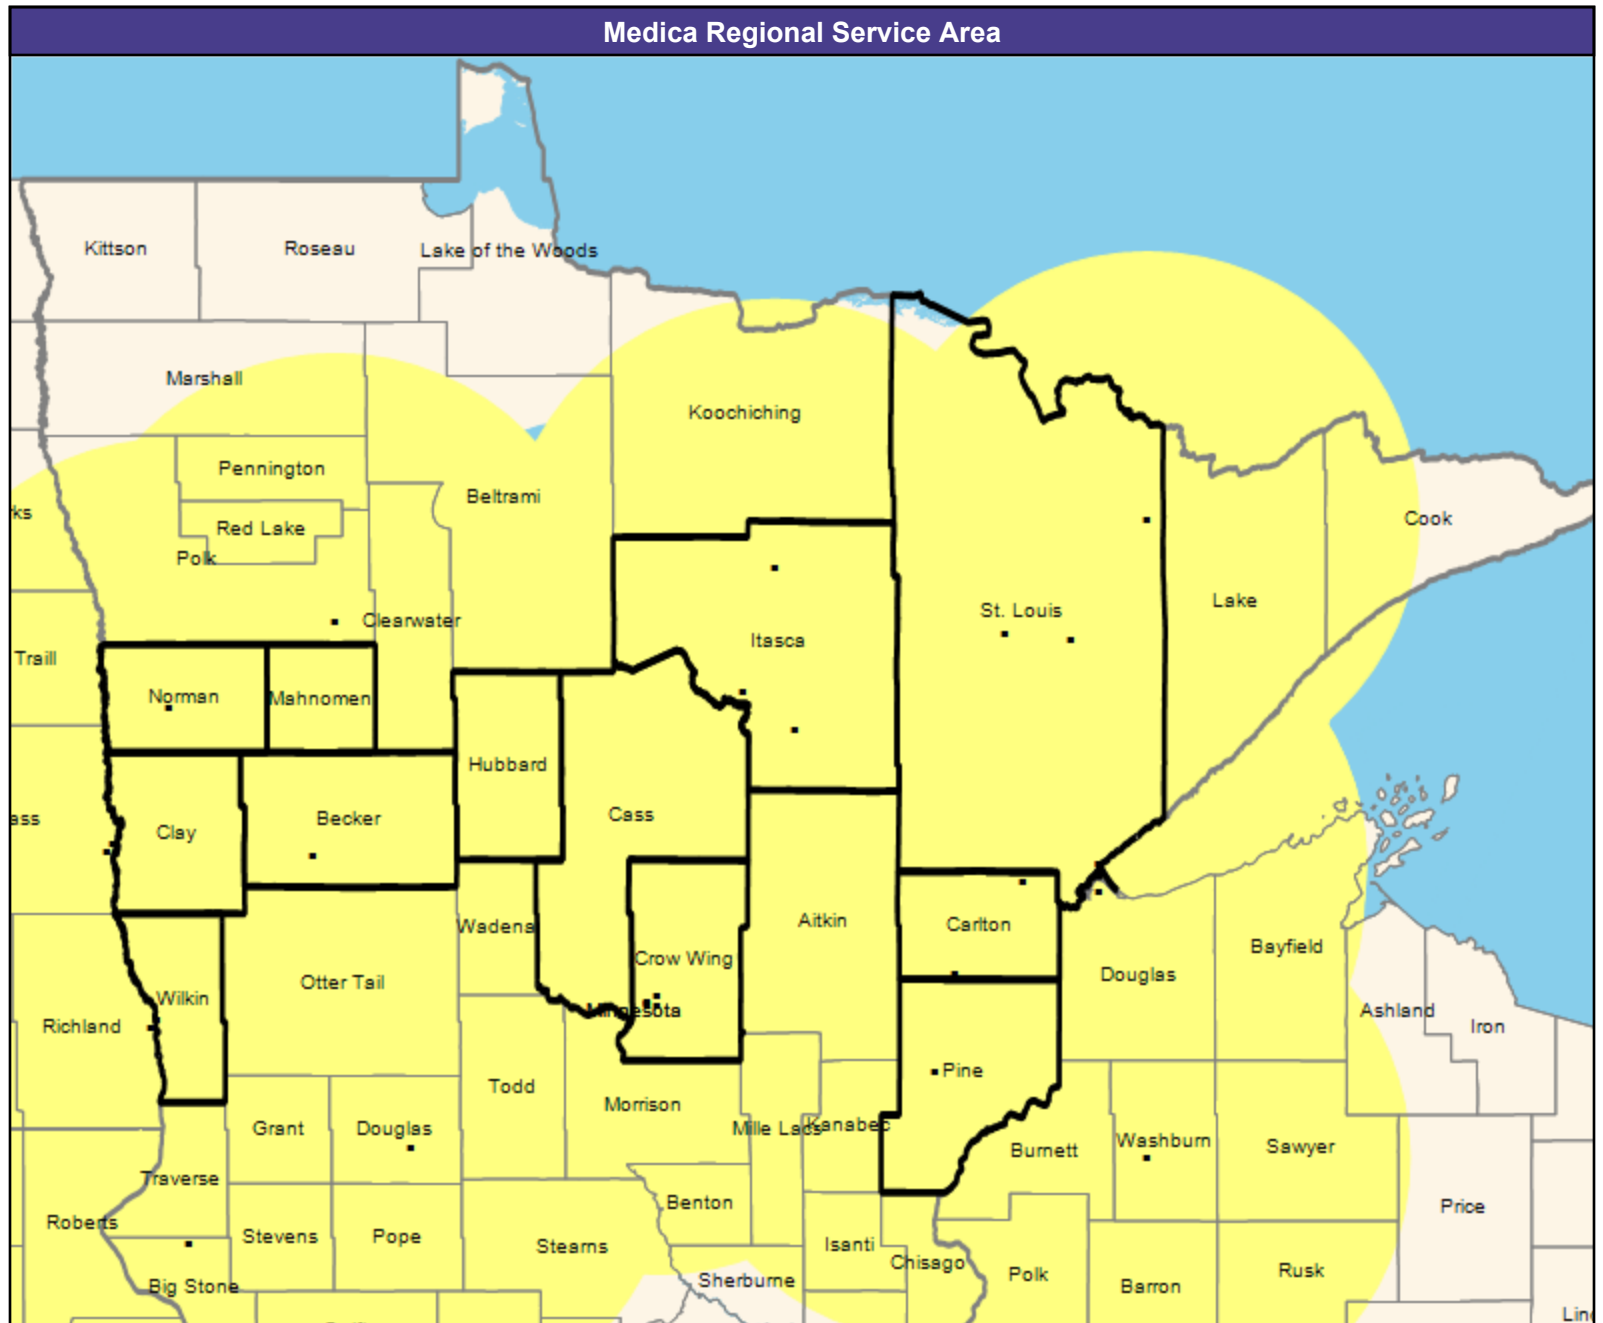 Medica Regional Service Area
Kittson
Roseau
Lake of the Woods
Marshall
Koochiching
Pennington
Beltrami
ks
Red Lake
Cook
Polk
Clearwater
St. Louis
Lake
Itasca
Traill
Norman
Mahnomen
Hubbard
Cass
ass
Clay
Becker
Wadena
Aitkin
Carlton
Crow Wing
Douglas
Bayfield
Otter Tail
Wilkin
Minnesota
Richland
Ashland
Iron
Todd
Pine
Morrison
Grant
Douglas
Mille Lacs
Kanabec
Burnett
Washburn
Sawyer
Traverse
Benton
Price
Roberts
Stevens
Pope
Stearns
Isanti
Chisago
Sherburne
Polk
Barron
Rusk
Big Stone
Lin